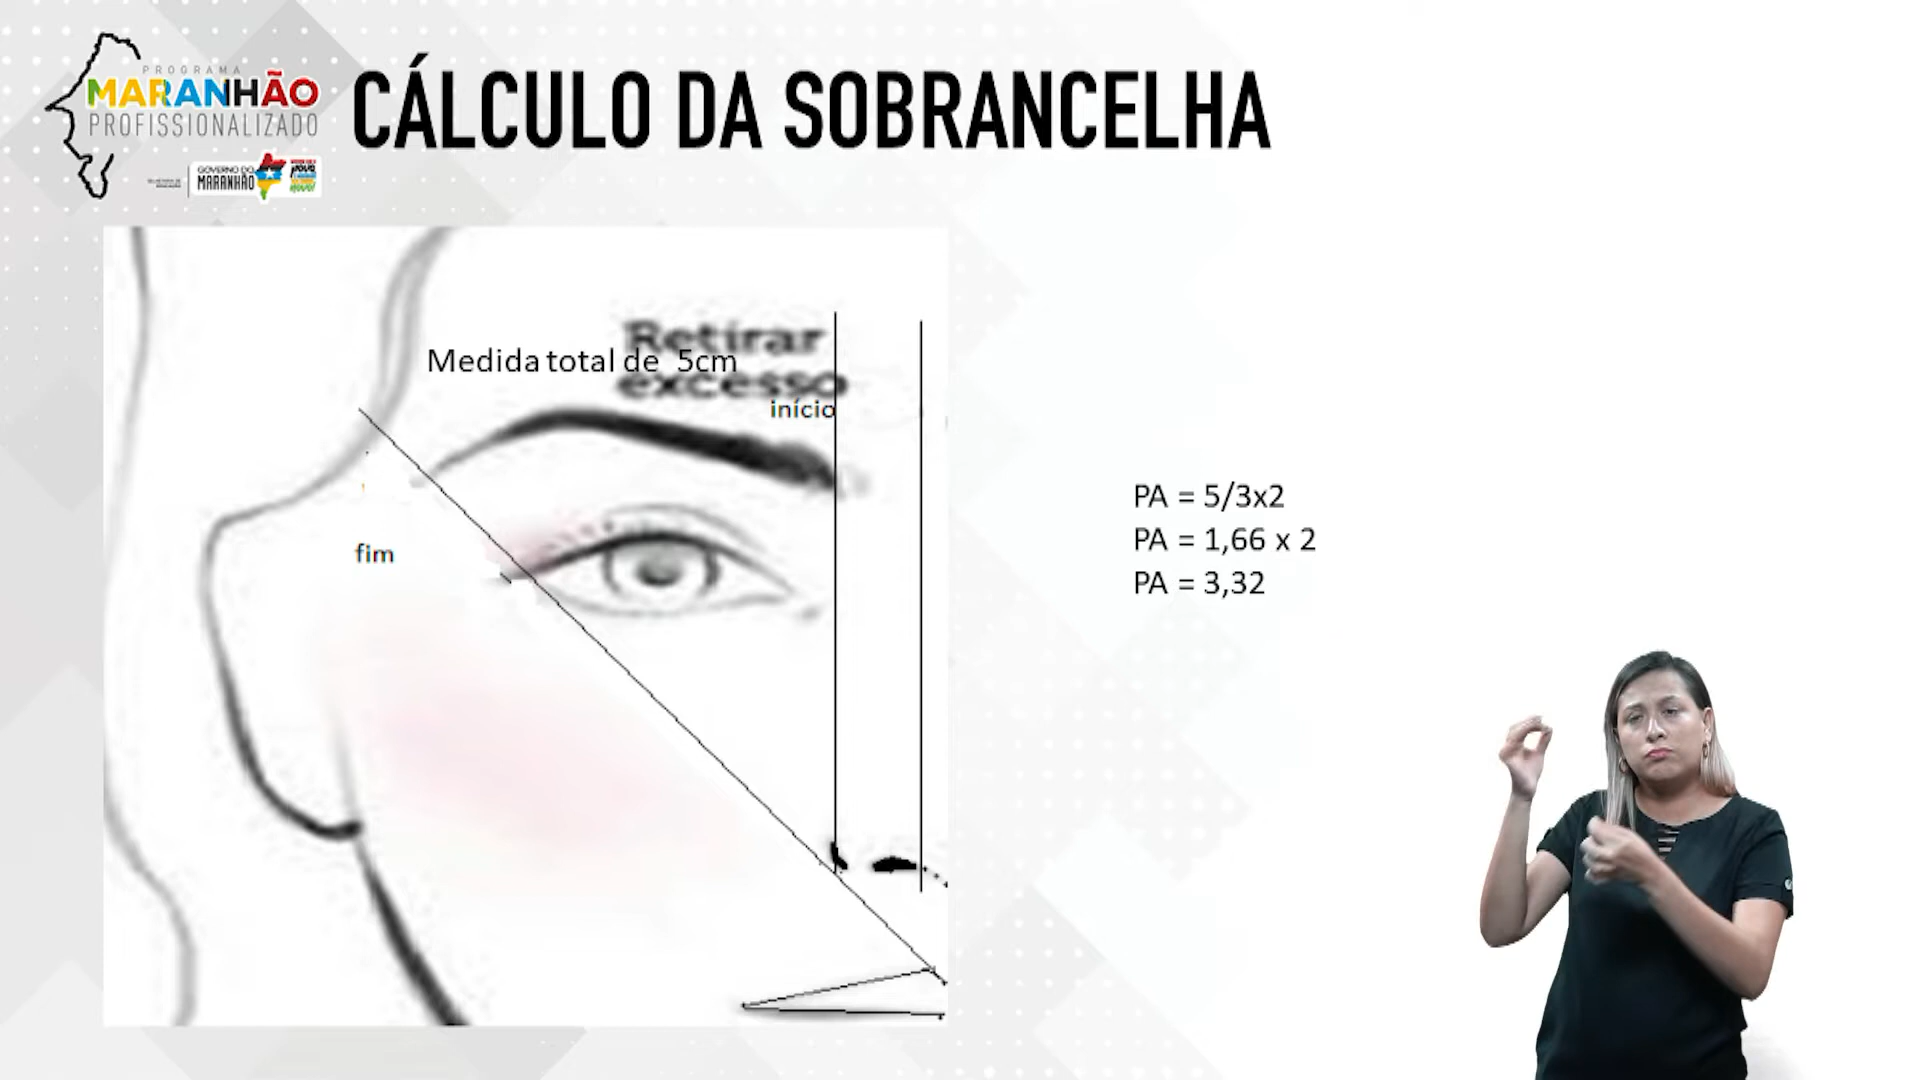 PROGRAMA
MARANHÃO
PROFISSIONALIZADO
GOVERNO DO
MARANHÃO
CÁLCULO DA SOBRANCELHA
Retirar
Medida total de 5cm
excesso
início
fim
PA = 5/3x2
PA = 1,66 x 2
PA = 3,32